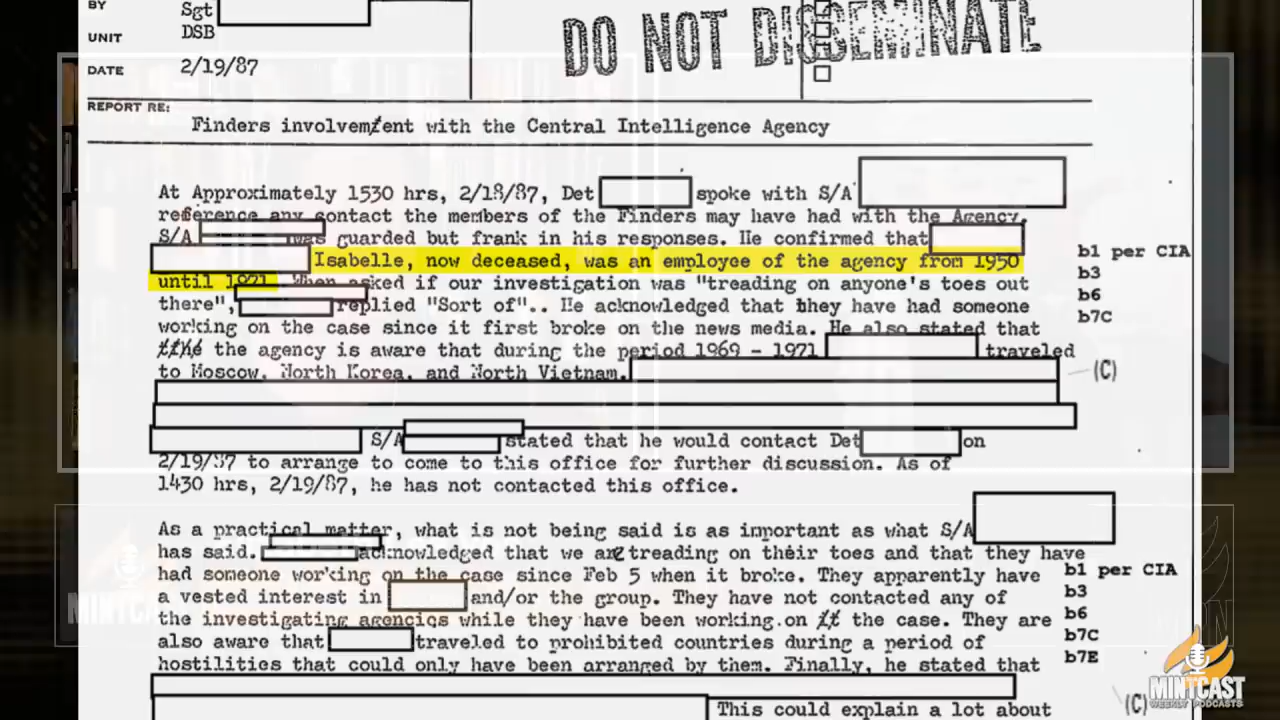 BY
Sgt
UNIT
DSB
DO NOT DISSEMINATE
DATE
2/19/87
REPORT RE:
Finders involvement with the Central Intelligence Agency
At Approximately 1530 hrs, 2/18/87, Det spoke with S/A
reference any contact the members of the Finders may have had with the Agency.
S/A was guarded but frank in his responses. He confirmed that
Isabelle, now deceased, was an employee of the agency from 1950
until 1971. When asked if our investigation was "treading on anyone's toes out
there", replied "Sort of".. He acknowledged that they have had someone
working on the case since it first broke on the news media. He also stated that
the agency is aware that during the period 1969 - 1971 traveled
to Moscow, North Korea, and North Vietnam.
(C)
b1 per CIA
b3
b6
b7C
S/A stated that he would contact Det on
2/19/87 to arrange to come to this office for further discussion. As of
1430 hrs, 2/19/87, he has not contacted this office.
As a practical matter, what is not being said is as important as what S/A
has said. acknowledged that we are treading on their toes and that they have
had someone working on the case since Feb 5 when it broke. They apparently have
a vested interest in and/or the group. They have not contacted any of
the investigating agencies while they have been working.on the case. They are
also aware that traveled to prohibited countries during a period of
hostilities that could only have been arranged by them. Finally, he stated that
This could explain a lot about
b1 per CIA
b3
b6
b7C
b7E
(C)
MINTCAST
WEEKLY PODCASTS
MINTCAST